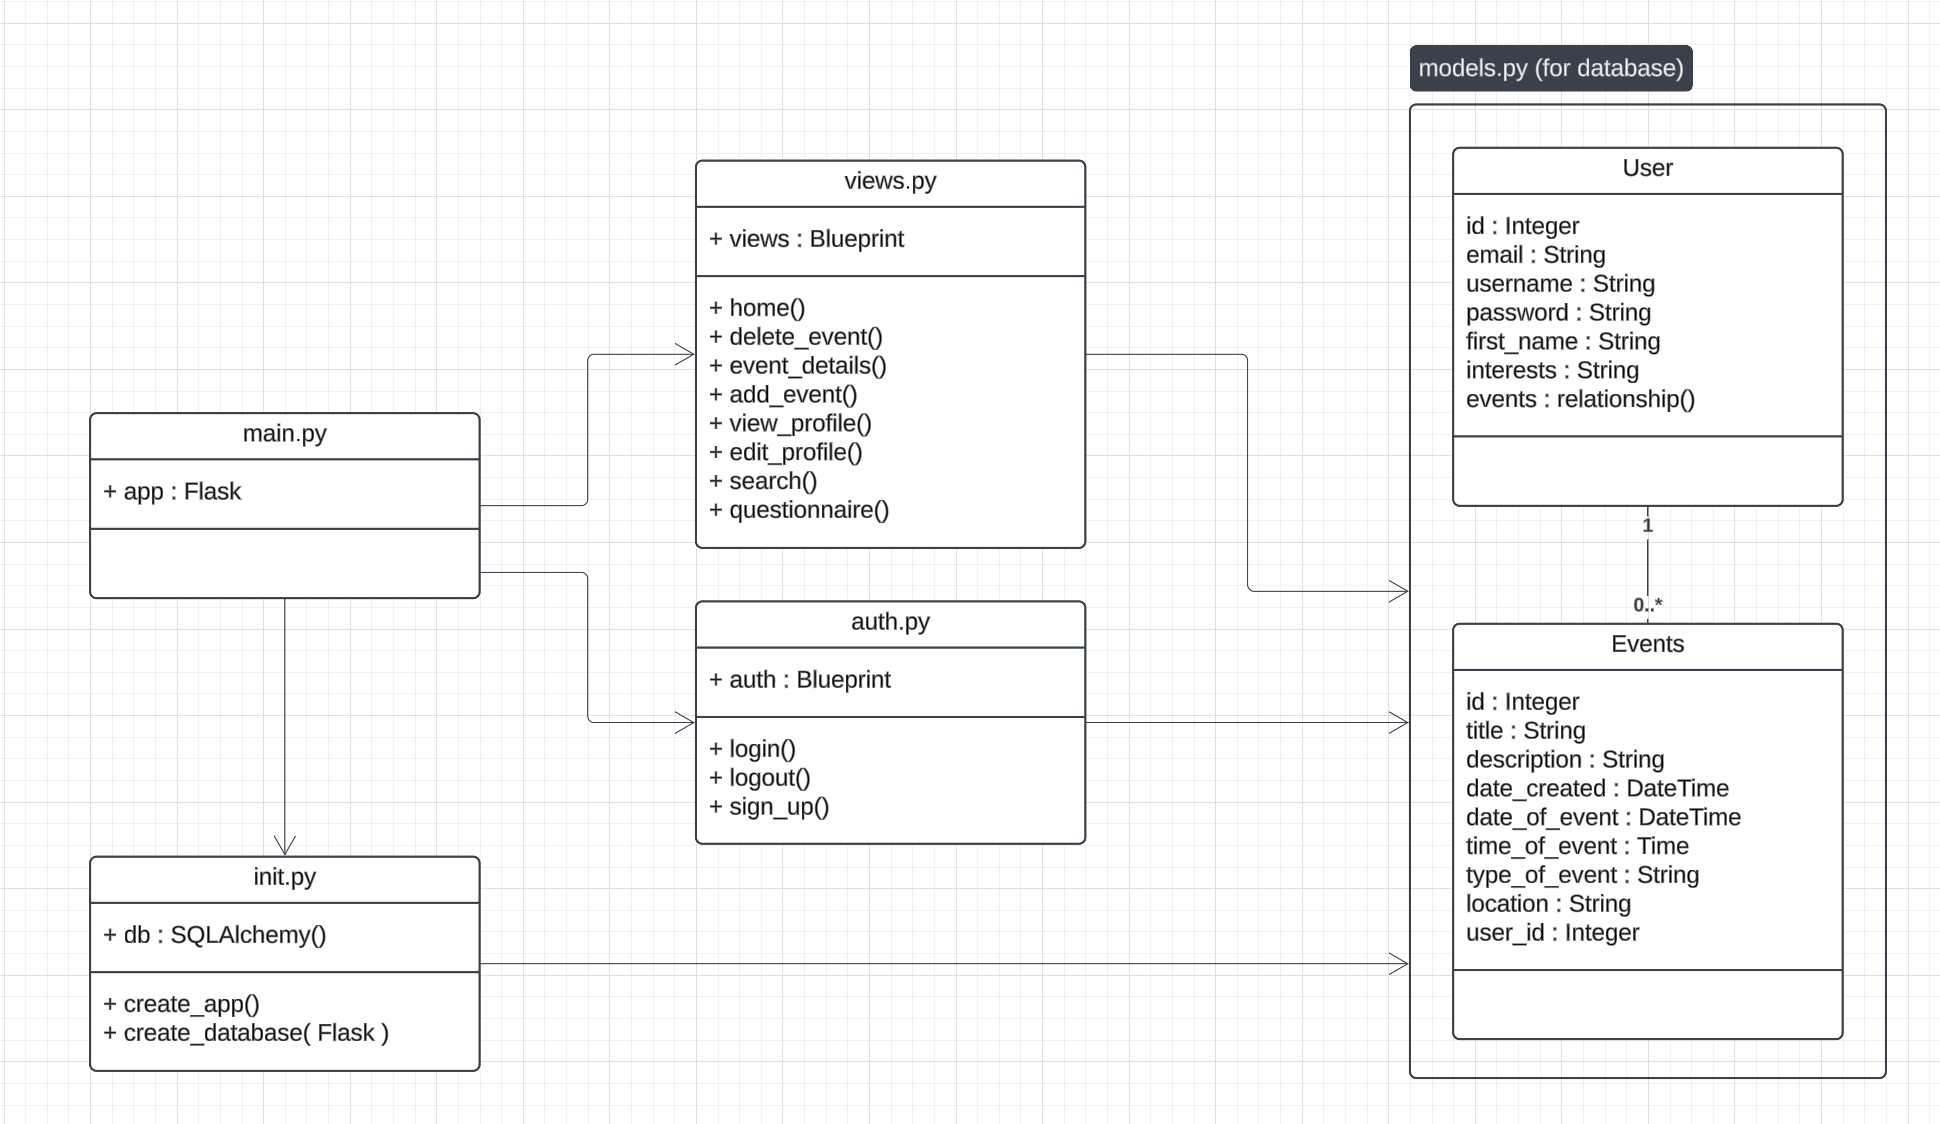 models.py (for database)
views.py
+ views : Blueprint
+ home()
+ delete_event()
+ event_details()
+ add_event()
+ view_profile()
+ edit_profile()
+ search()
+ questionnaire()
main.py
+ app : Flask
auth.py
+ auth : Blueprint
+ login()
+ logout()
+ sign_up()
init.py
+ db : SQLAlchemy()
+ create_app()
+ create_database( Flask )
User
id : Integer
email : String
username : String
password : String
first_name : String
interests : String
events : relationship()
1
0..*
Events
id : Integer
title : String
description : String
date_created : DateTime
date_of_event : DateTime
time_of_event : Time
type_of_event : String
location : String
user_id : Integer